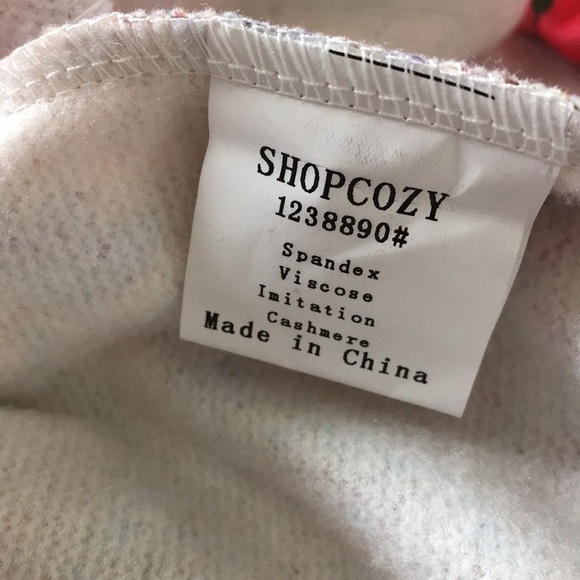 SHOPCOZY
1238890#
Spandex
Viscose
Imitation
Cashmere
Made in China